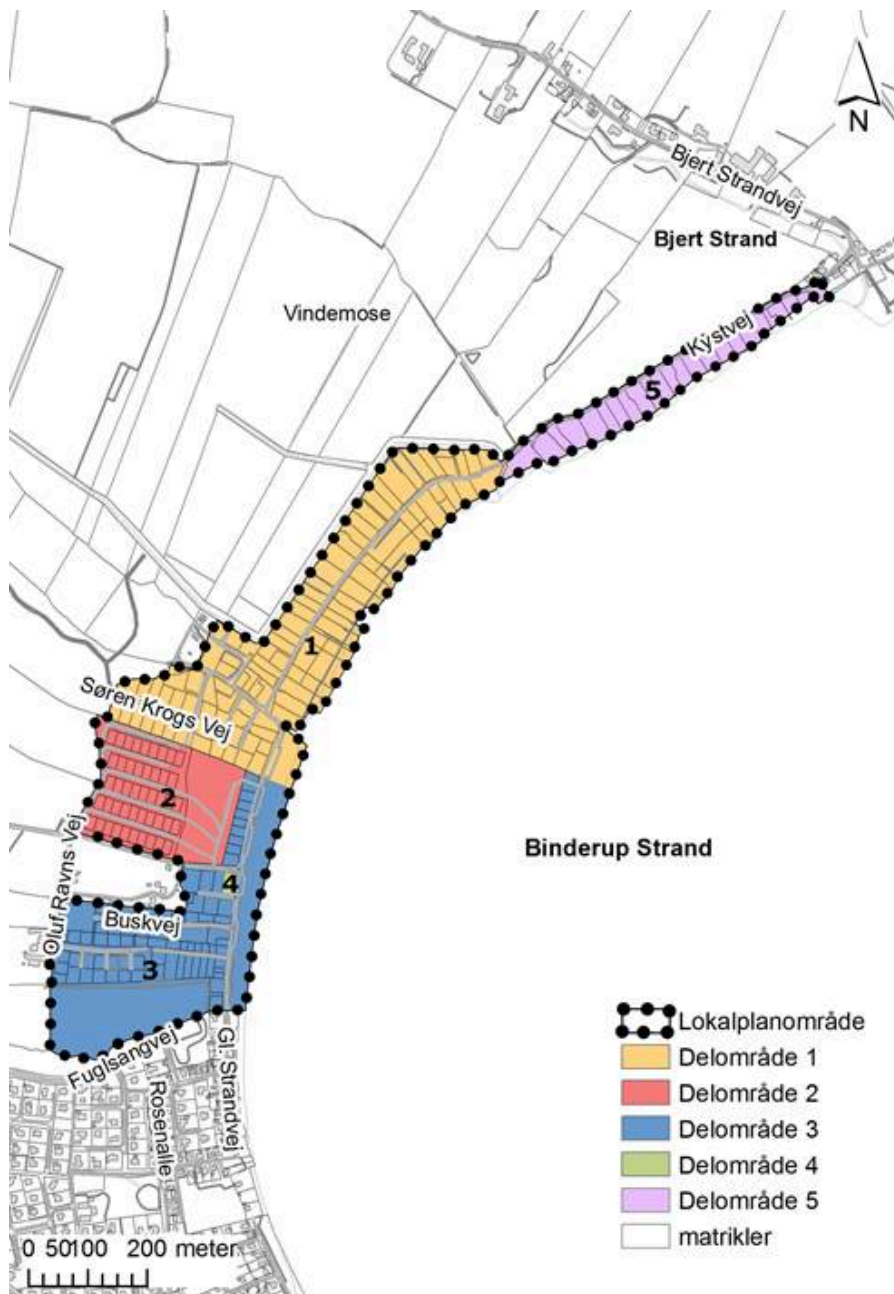 N
Bjert Strandvej
Bjert Strand
Vindemose
Kystvej
5
1
Søren Krogs Vej
2
Oluf Ravns Vej
Binderup Strand
4
Buskvej
3
Fuglsangvej
Gl. Strandvej
Rosenalle
Lokalplanområde
Delområde 1
Delområde 2
Delområde 3
Delområde 4
Delområde 5
matrikler
0 50 100 200 meter